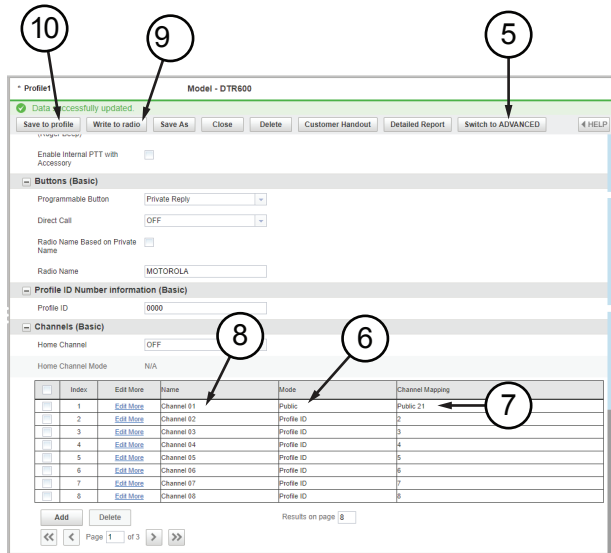 10
9
5
* Profile1 Model - DTR600
Data successfully updated.
Save to profile Write to radio Save As Close Delete Customer Handout Detailed Report Switch to ADVANCED HELP
Enable Internal PTT with
Accessory
Buttons (Basic)
Programmable Button Private Reply
Direct Call OFF
Radio Name Based on Private
Name
Radio Name MOTOROLA
Profile ID Number information (Basic)
Profile ID 0000
Channels (Basic)
8
6
Home Channel OFF
Home Channel Mode N/A
Index Edit More Name Mode Channel Mapping
7
1 Edit More Channel 01 Public Public 21
2 Edit More Channel 02 Profile ID 2
3 Edit More Channel 03 Profile ID 3
4 Edit More Channel 04 Profile ID 4
5 Edit More Channel 05 Profile ID 5
6 Edit More Channel 06 Profile ID 6
7 Edit More Channel 07 Profile ID 7
8 Edit More Channel 08 Profile ID 8
Add Delete Results on page 8
Page 1 of 3